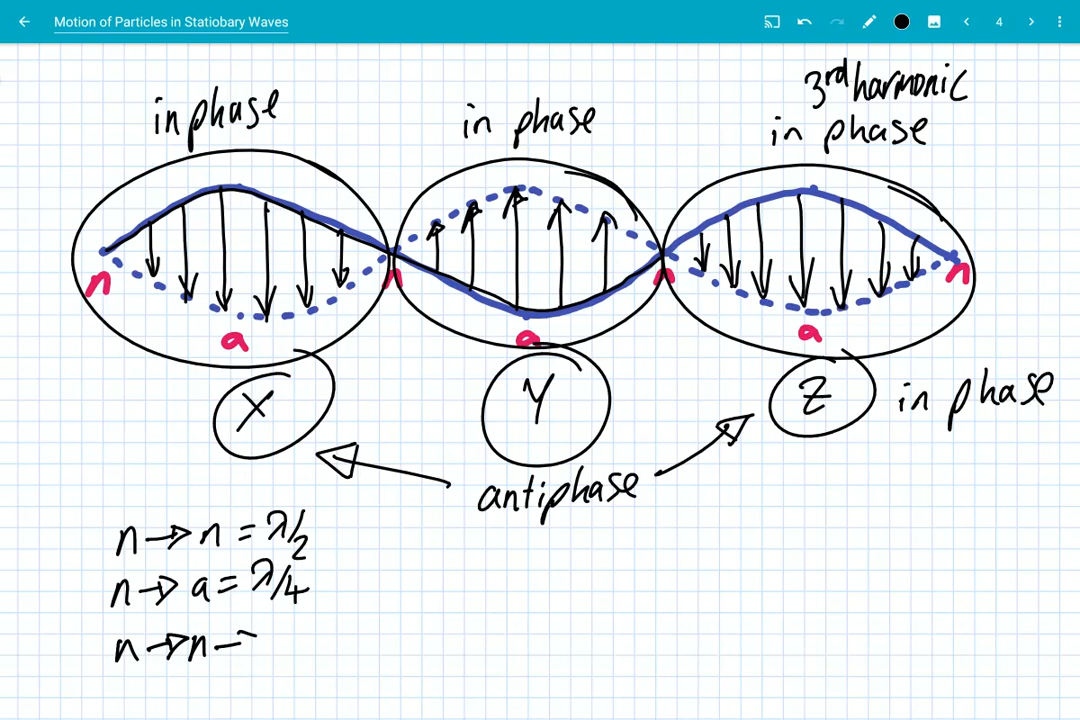 Motion of Particles in Stationbary Waves
4
3rd harmonic
in phase
in phase
in phase
n
n
n
n
a
a
a
X
Y
Z
in phase
antiphase
n → n = λ/2
n → a = λ/4
n → n →